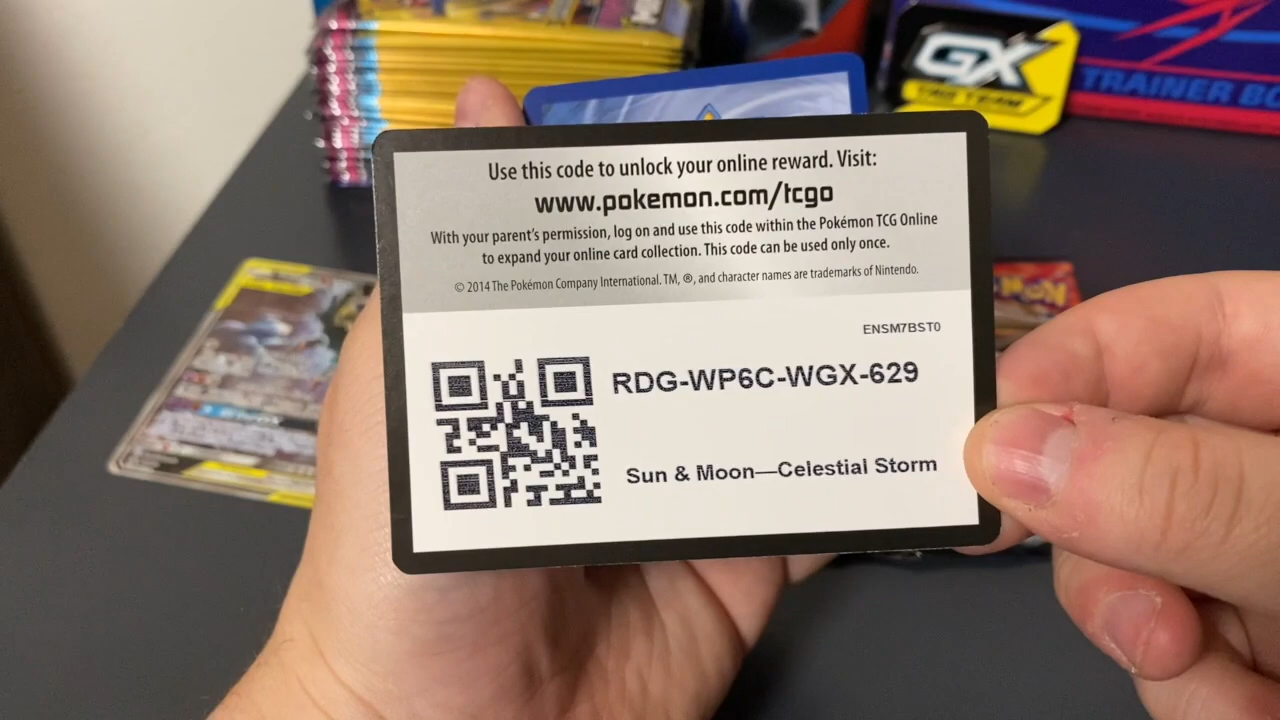 GX
TAG TEAM
TRAINER BO
Use this code to unlock your online reward. Visit:
www.pokemon.com/tcgo
With your parent's permission, log on and use this code within the Pokémon TCG Online
to expand your online card collection. This code can be used only once.
© 2014 The Pokémon Company International. TM, ®, and character names are trademarks of Nintendo.
ENSM7BST0
RDG-WP6C-WGX-629
Sun & Moon—Celestial Storm